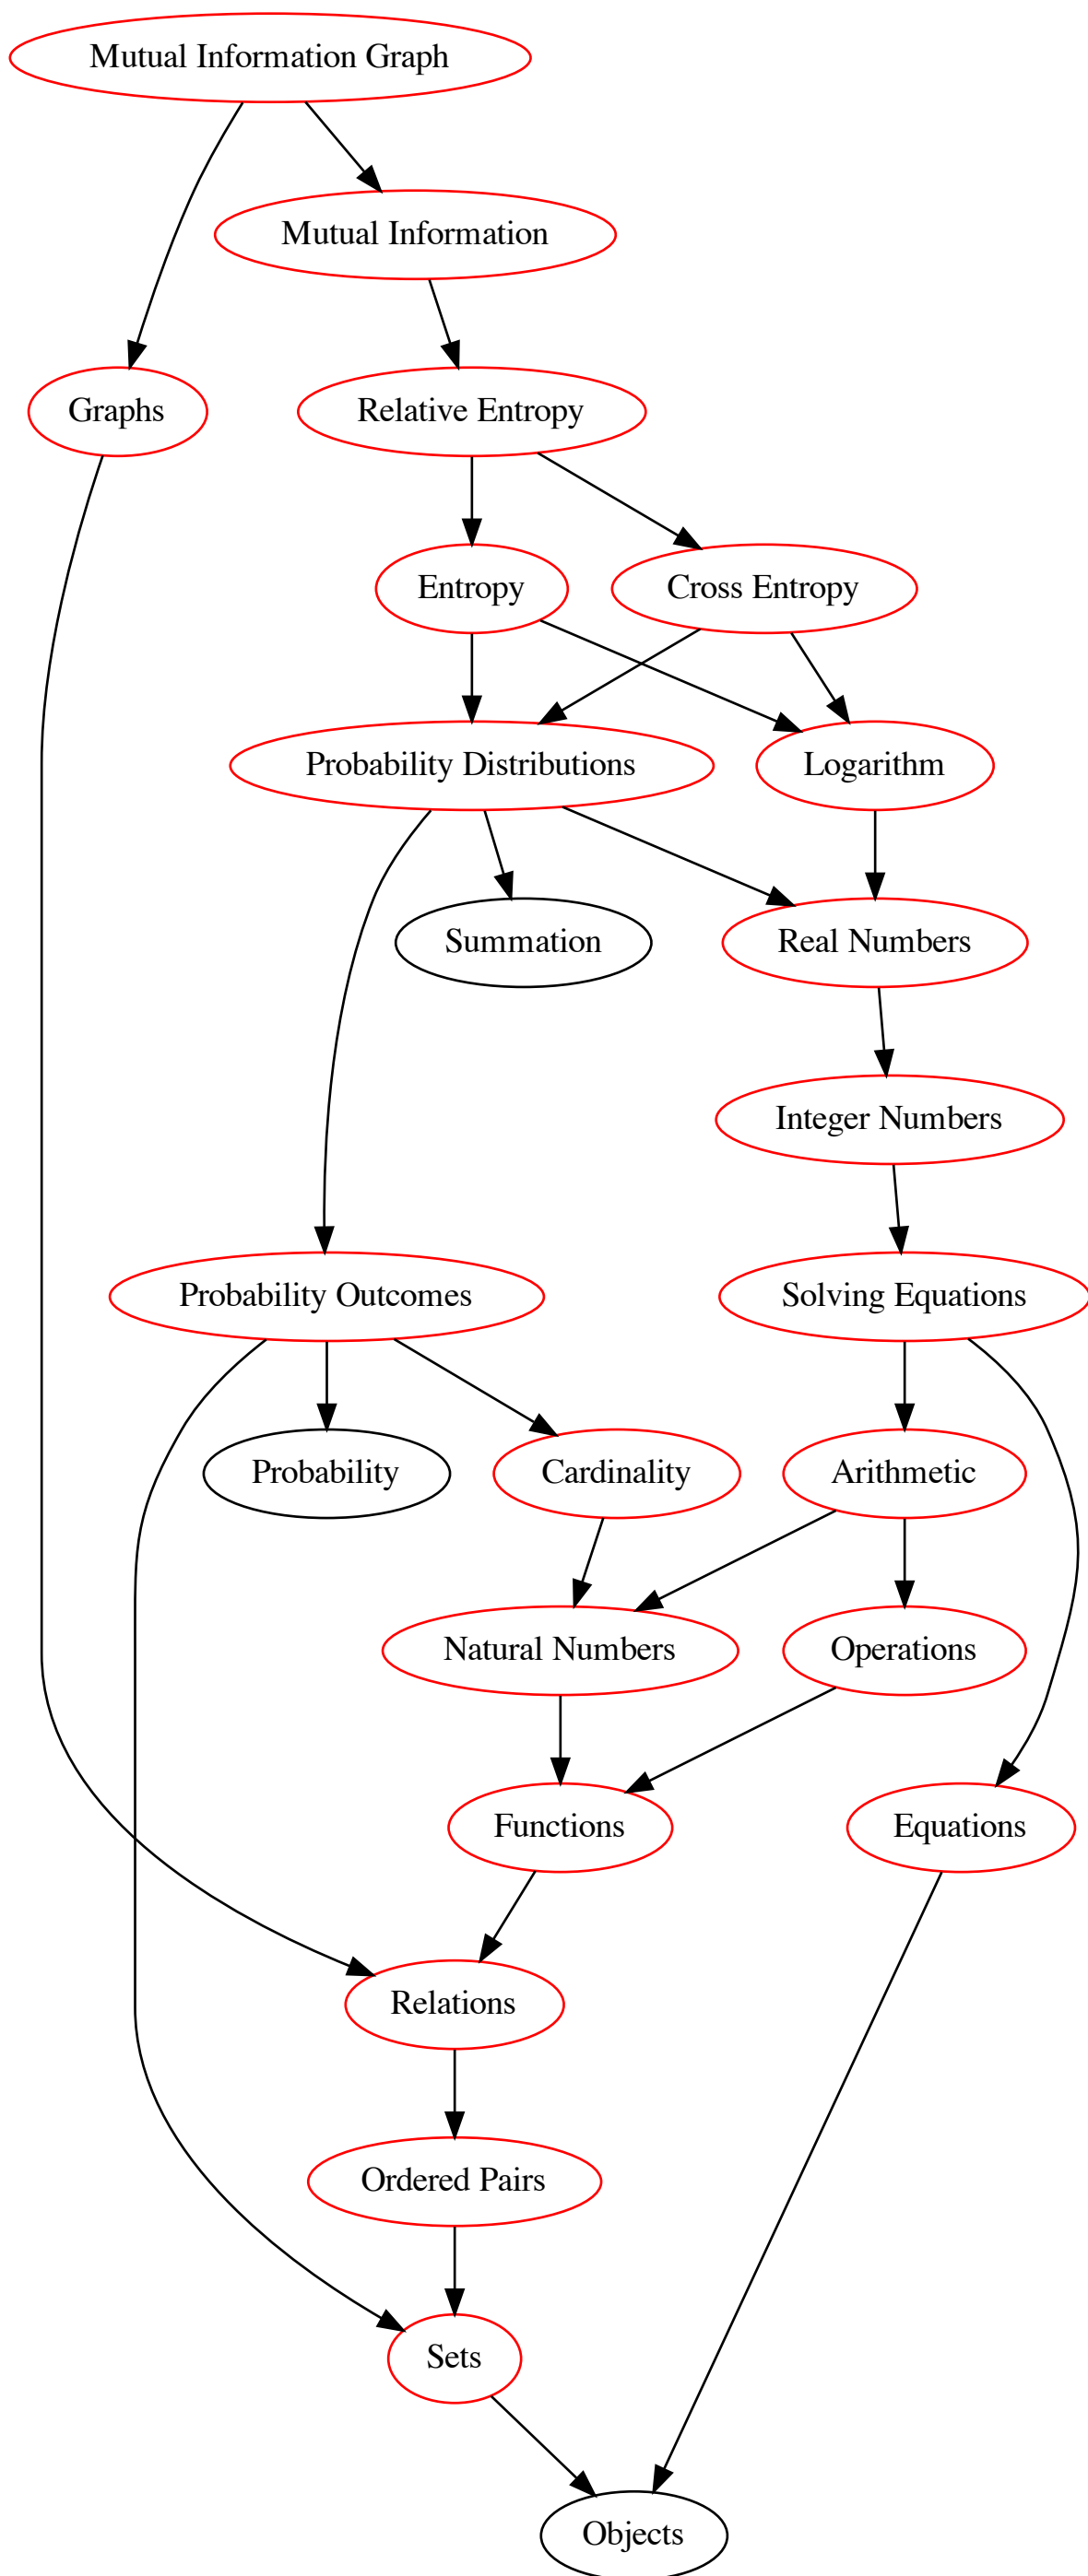 Mutual Information Graph
Mutual Information
Graphs
Relative Entropy
Entropy
Cross Entropy
Probability Distributions
Logarithm
Summation
Real Numbers
Integer Numbers
Probability Outcomes
Solving Equations
Probability
Cardinality
Arithmetic
Natural Numbers
Operations
Functions
Equations
Relations
Ordered Pairs
Sets
Objects